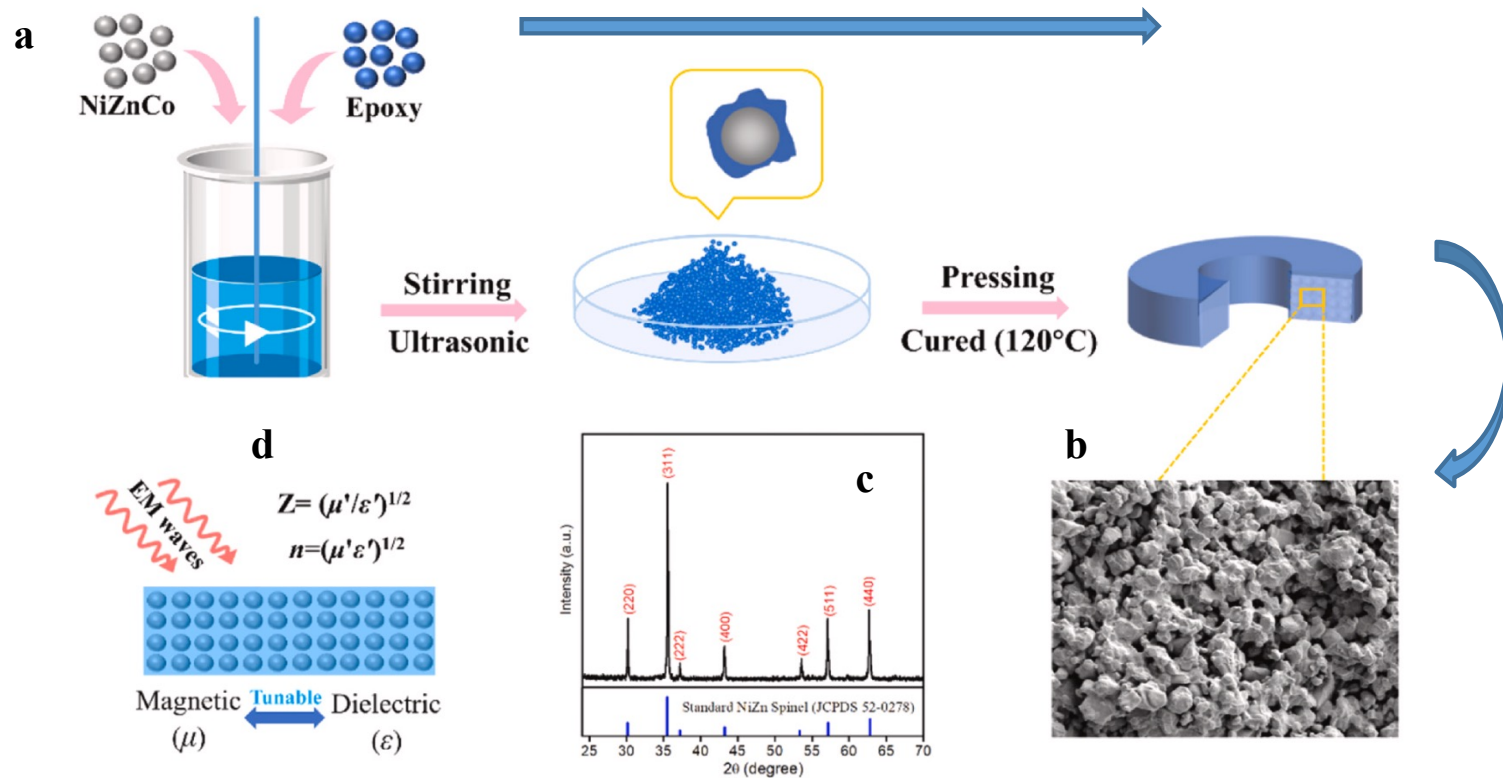 a
NiZnCo
Epoxy
Stirring
Ultrasonic
Pressing
Cured (120°C)
b
d
EM waves
Z= (μ'/ε')1/2
n=(μ'ε')1/2
Magnetic
(μ)
Tunable
Dielectric
(ε)
c
Intensity (a.u.)
(220)
(311)
(222)
(400)
(422)
(511)
(440)
Standard NiZn Spinel (JCPDS 52-0278)
25 30 35 40 45 50 55 60 65 70
2θ (degree)